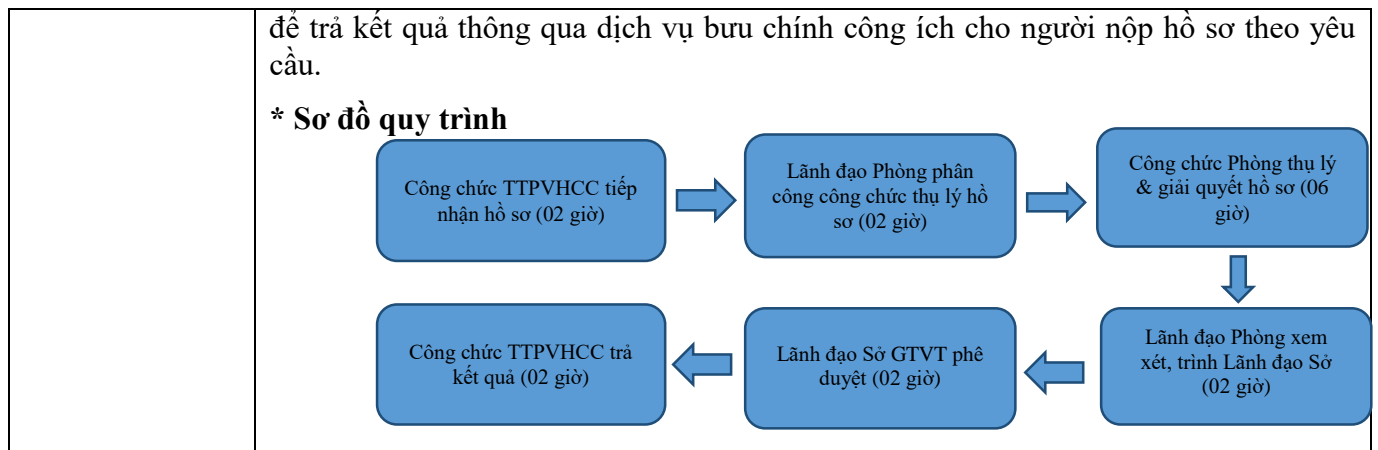 để trả kết quả thông qua dịch vụ bưu chính công ích cho người nộp hồ sơ theo yêu
cầu.
* Sơ đồ quy trình
Công chức TTPVHCC tiếp
nhận hồ sơ (02 giờ)
Lãnh đạo Phòng phân
công công chức thụ lý hồ
sơ (02 giờ)
Công chức Phòng thụ lý
& giải quyết hồ sơ (06
giờ)
Lãnh đạo Phòng xem
xét, trình Lãnh đạo Sở
(02 giờ)
Lãnh đạo Sở GTVT phê
duyệt (02 giờ)
Công chức TTPVHCC trả
kết quả (02 giờ)